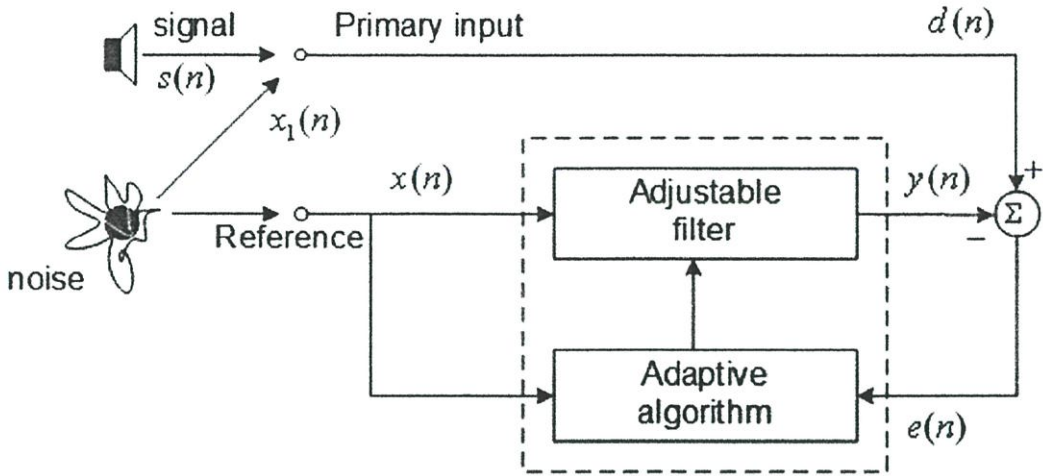 signal
s(n)
Primary input
d(n)
x₁(n)
x(n)
Reference
noise
Adjustable
filter
y(n)
+
Σ
−
Adaptive
algorithm
e(n)